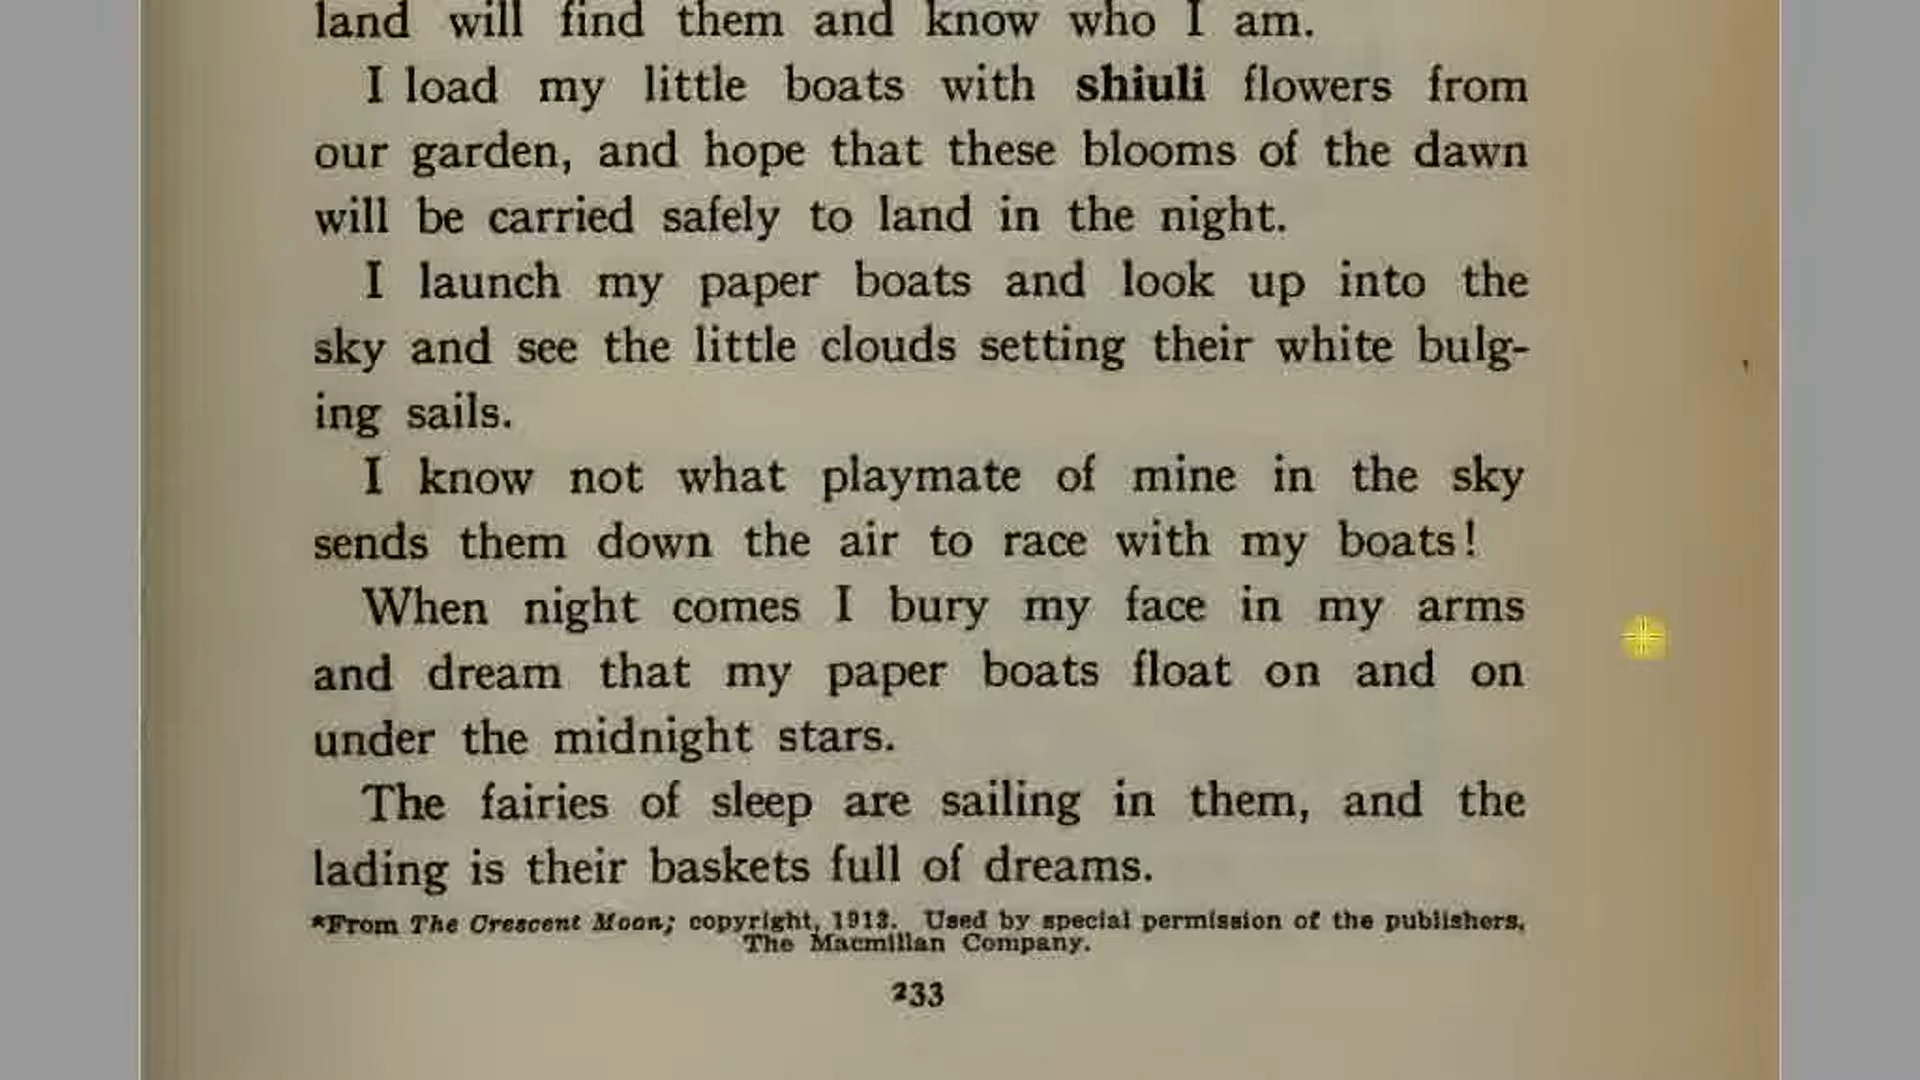 land will find them and know who I am.
I load my little boats with shiuli flowers from
our garden, and hope that these blooms of the dawn
will be carried safely to land in the night.
I launch my paper boats and look up into the
sky and see the little clouds setting their white bulg-
ing sails.
I know not what playmate of mine in the sky
sends them down the air to race with my boats!
When night comes I bury my face in my arms
and dream that my paper boats float on and on
under the midnight stars.
The fairies of sleep are sailing in them, and the
lading is their baskets full of dreams.
*From The Crescent Moon; copyright, 1913. Used by special permission of the publishers,
The Macmillan Company.
233